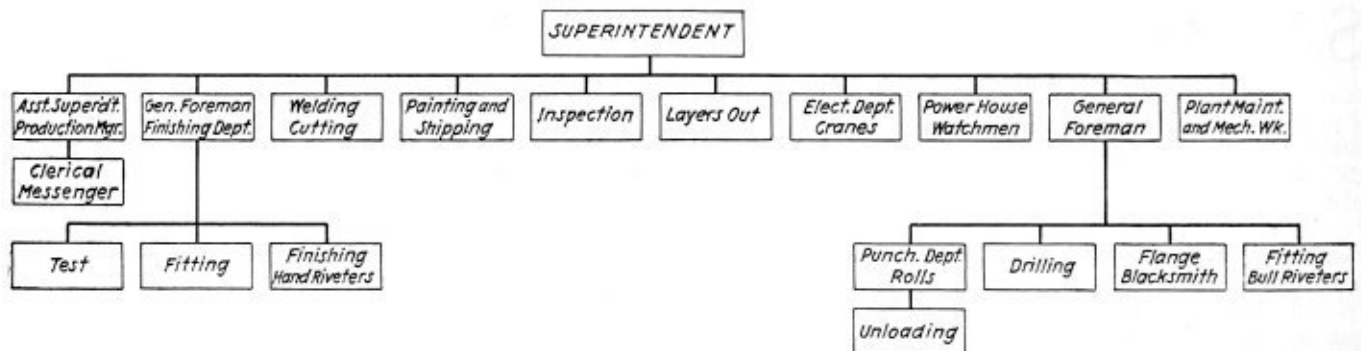 SUPERINTENDENT
Asst. Superd't.
Production Mgr.
Gen. Foreman
Finishing Dept.
Welding
Cutting
Painting and
Shipping
Inspection
Layers Out
Elect. Dept.
Cranes
Power House
Watchmen
General
Foreman
Plant Maint.
and Mech. Wk.
Clerical
Messenger
Test
Fitting
Finishing
Hand Riveters
Punch. Dept.
Rolls
Drilling
Flange
Blacksmith
Fitting
Bull Riveters
Unloading